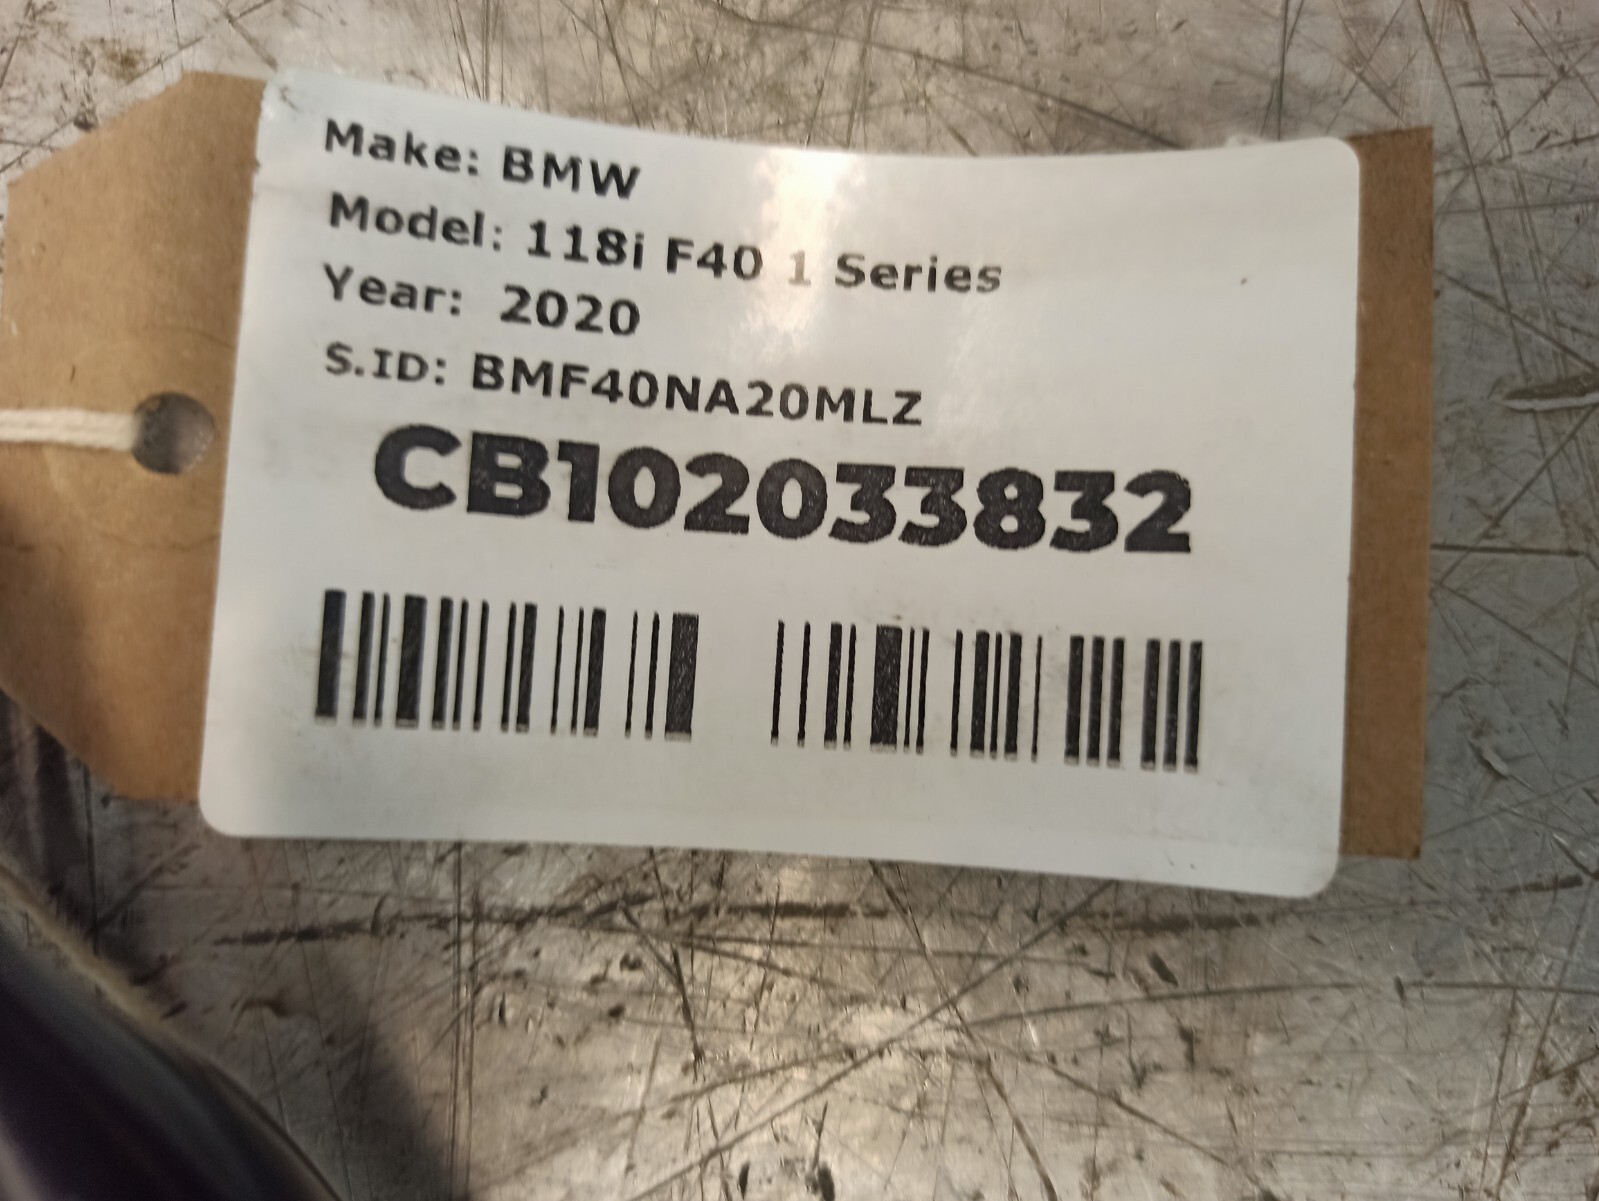 Make: BMW
Model: 118i F40 1 Series
Year: 2020
S.ID: BMF40NA20MLZ
CB102033832